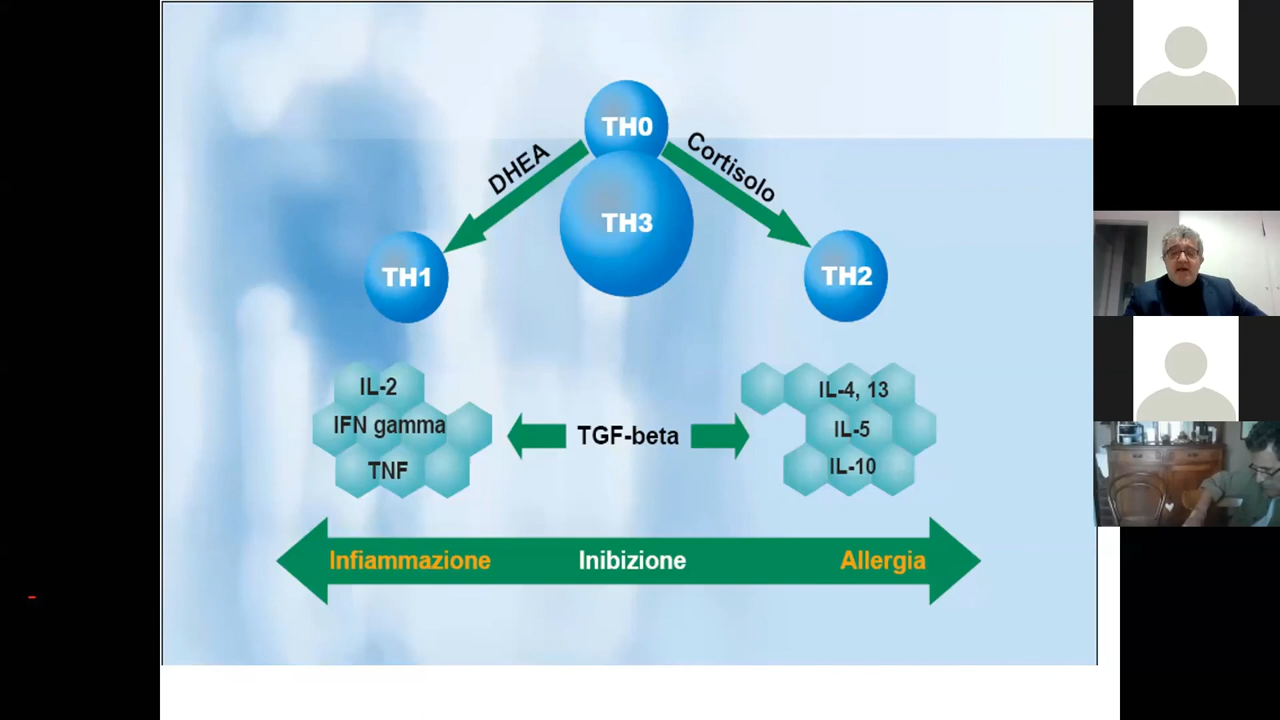 TH0
DHEA
Cortisolo
TH3
TH1
TH2
IL-2
IFN gamma
TNF
TGF-beta
IL-4, 13
IL-5
IL-10
Infiammazione
Inibizione
Allergia